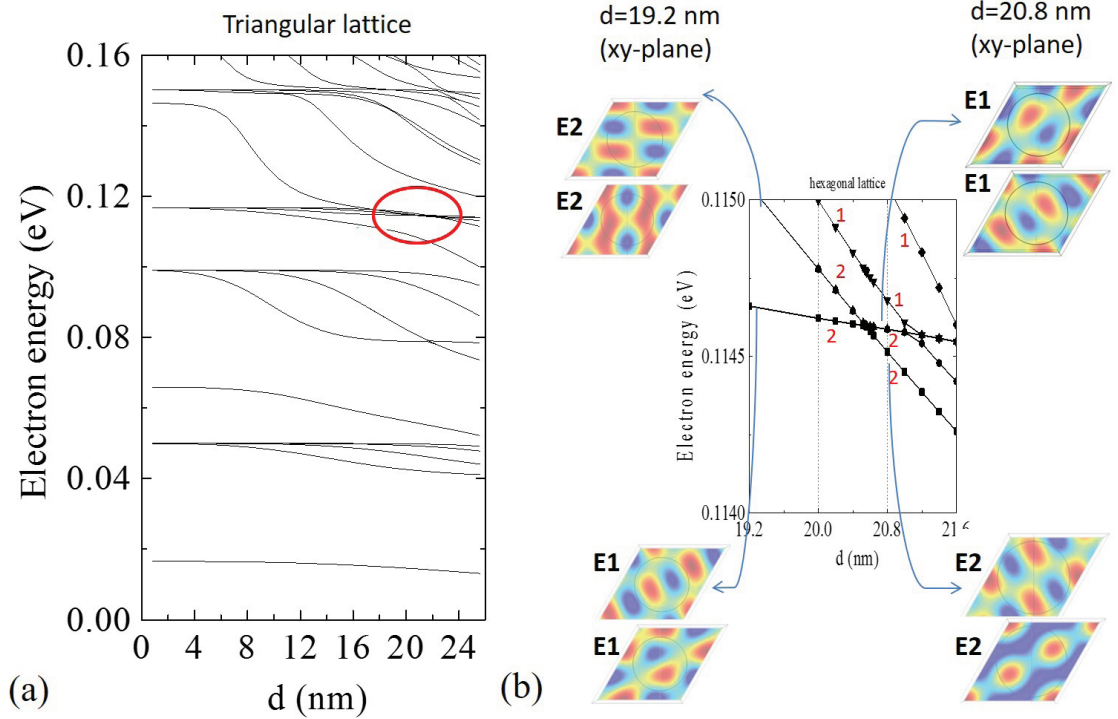 Triangular lattice
Electron energy (eV)
0.16
0.12
0.08
0.04
0.00
0 4 8 12 16 20 24
d (nm)
(a)
d=19.2 nm
(xy-plane)
d=20.8 nm
(xy-plane)
E2
E2
E1
E1
hexagonal lattice
Electron energy (eV)
0.1150
0.1145
0.1140
1
2
1
1
2
2
2
19.2 20.0 20.8 21.6
d (nm)
(b)
E1
E1
E2
E2